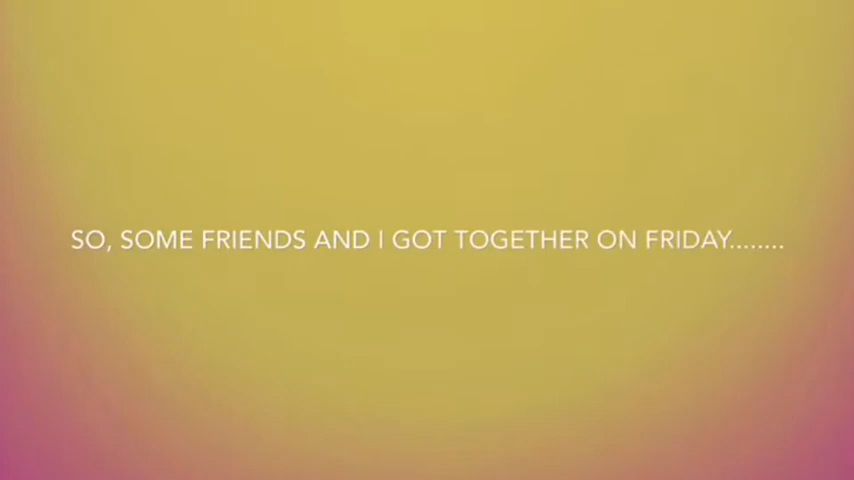 SO, SOME FRIENDS AND I GOT TOGETHER ON FRIDAY........